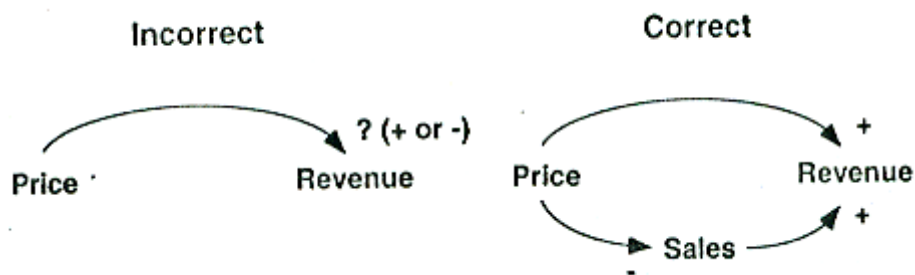 Incorrect
? (+ or -)
Price
Revenue
Correct
+
Price
Revenue
+
Sales
-